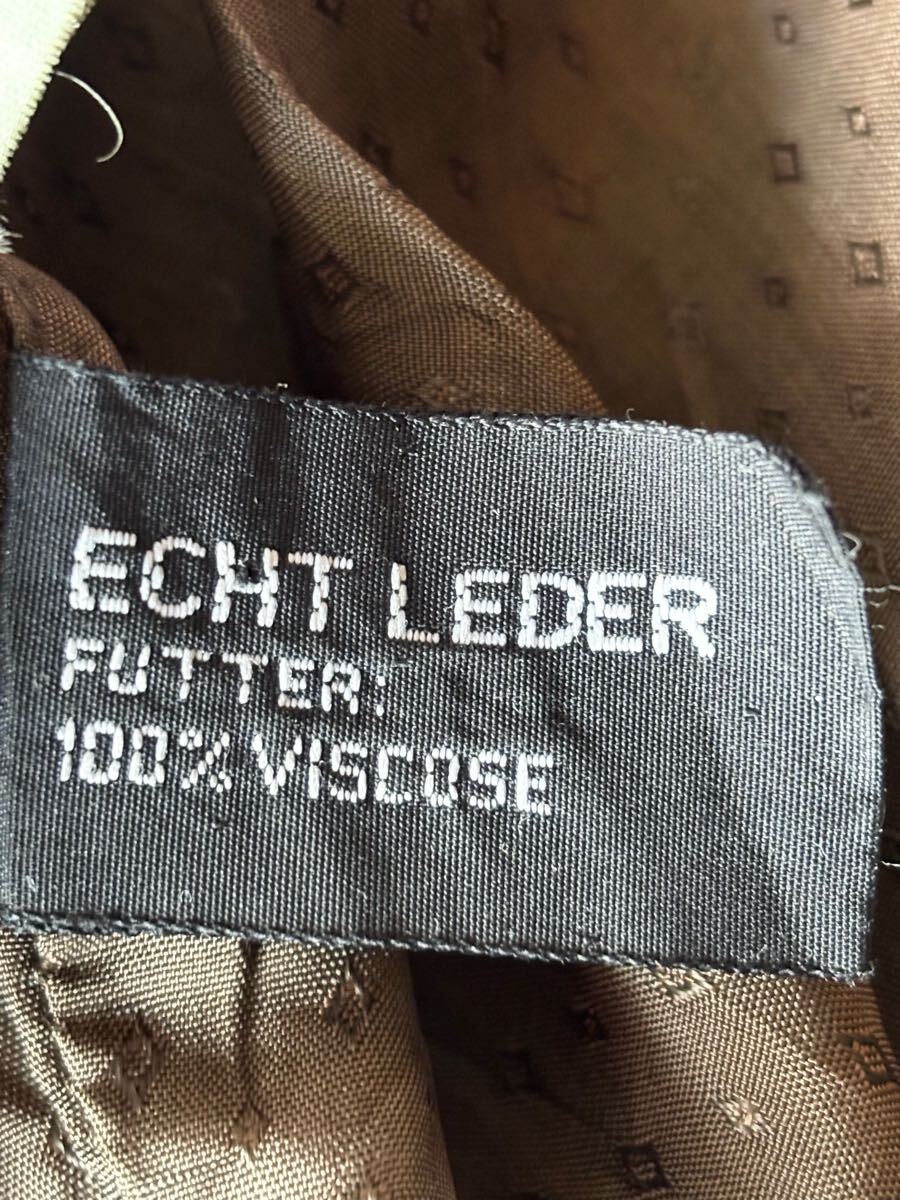 ECHT LEDER
FUTTER:
100% VISCOSE